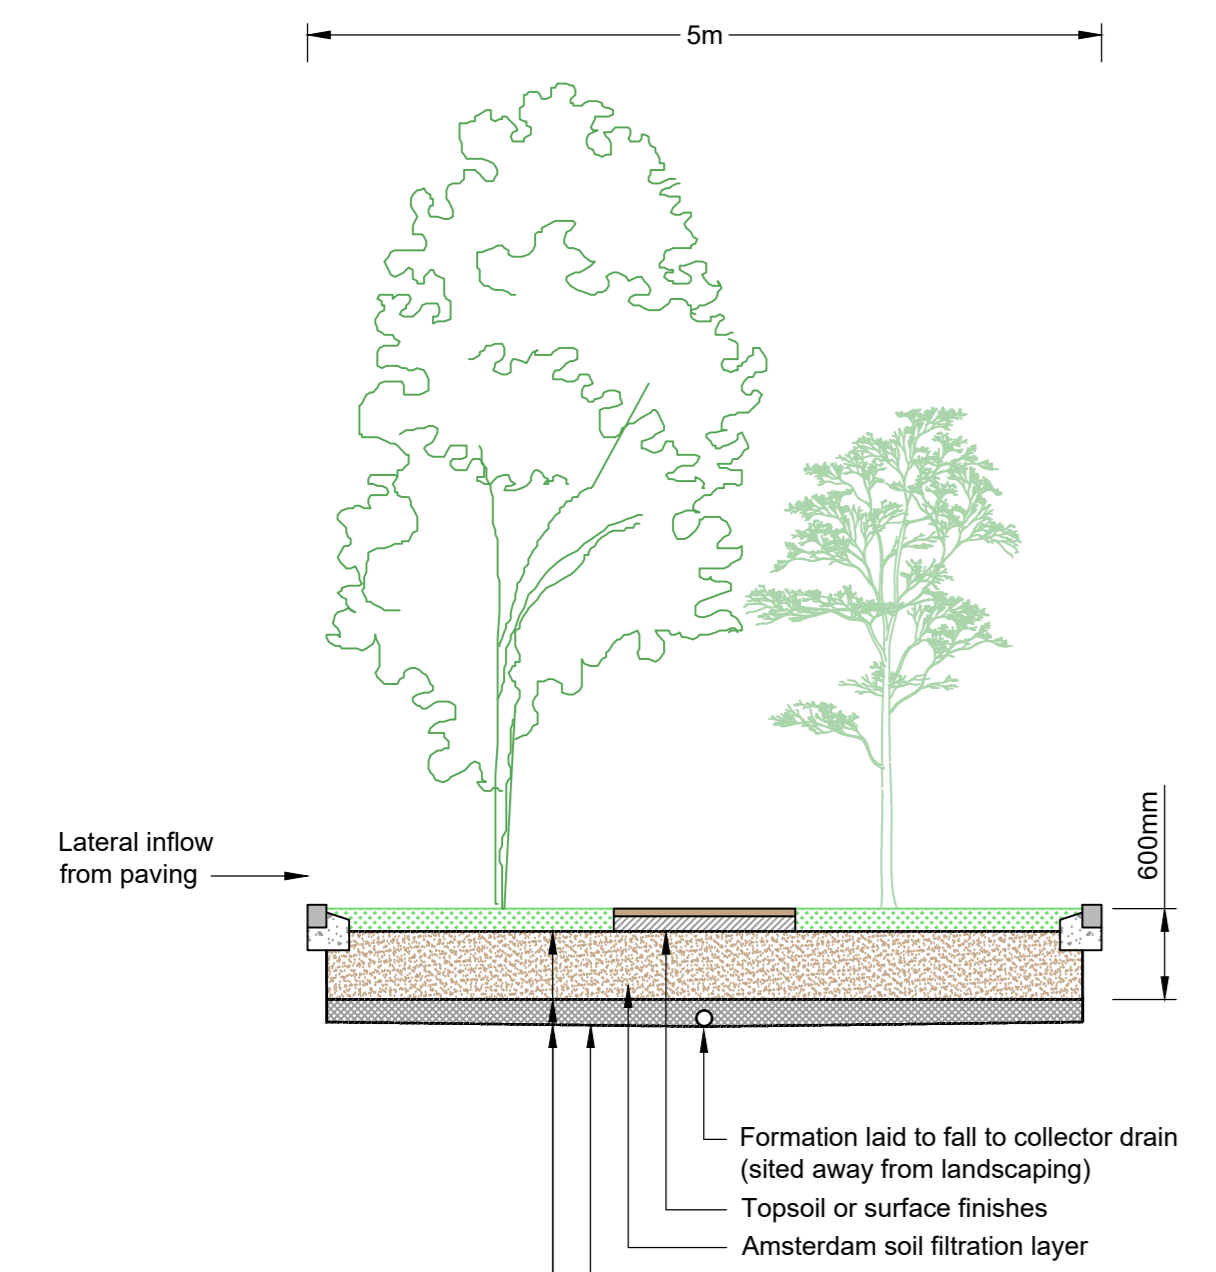 5m
Lateral inflow
from paving
600mm
Formation laid to fall to collector drain
(sited away from landscaping)
Topsoil or surface finishes
Amsterdam soil filtration layer